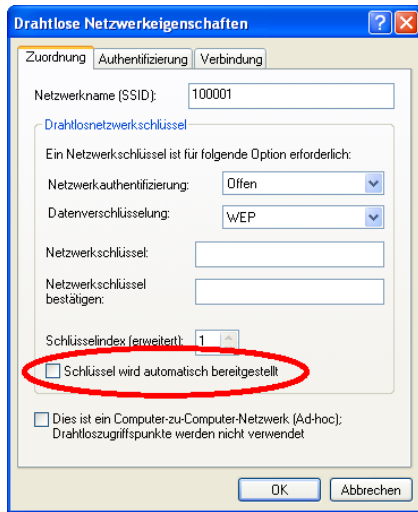 Drahtlose Netzwerkeigenschaften
Zuordnung Authentifizierung Verbindung
Netzwerkname (SSID): 100001
Drahtlosnetzwerkschlüssel
Ein Netzwerkschlüssel ist für folgende Option erforderlich:
Netzwerkauthentifizierung: Offen
Datenverschlüsselung: WEP
Netzwerkschlüssel:
Netzwerkschlüssel
bestätigen:
Schlüsselindex (erweitert): 1
Schlüssel wird automatisch bereitgestellt
Dies ist ein Computer-zu-Computer-Netzwerk (Ad-hoc);
Drahtloszugriffspunkte werden nicht verwendet
OK Abbrechen